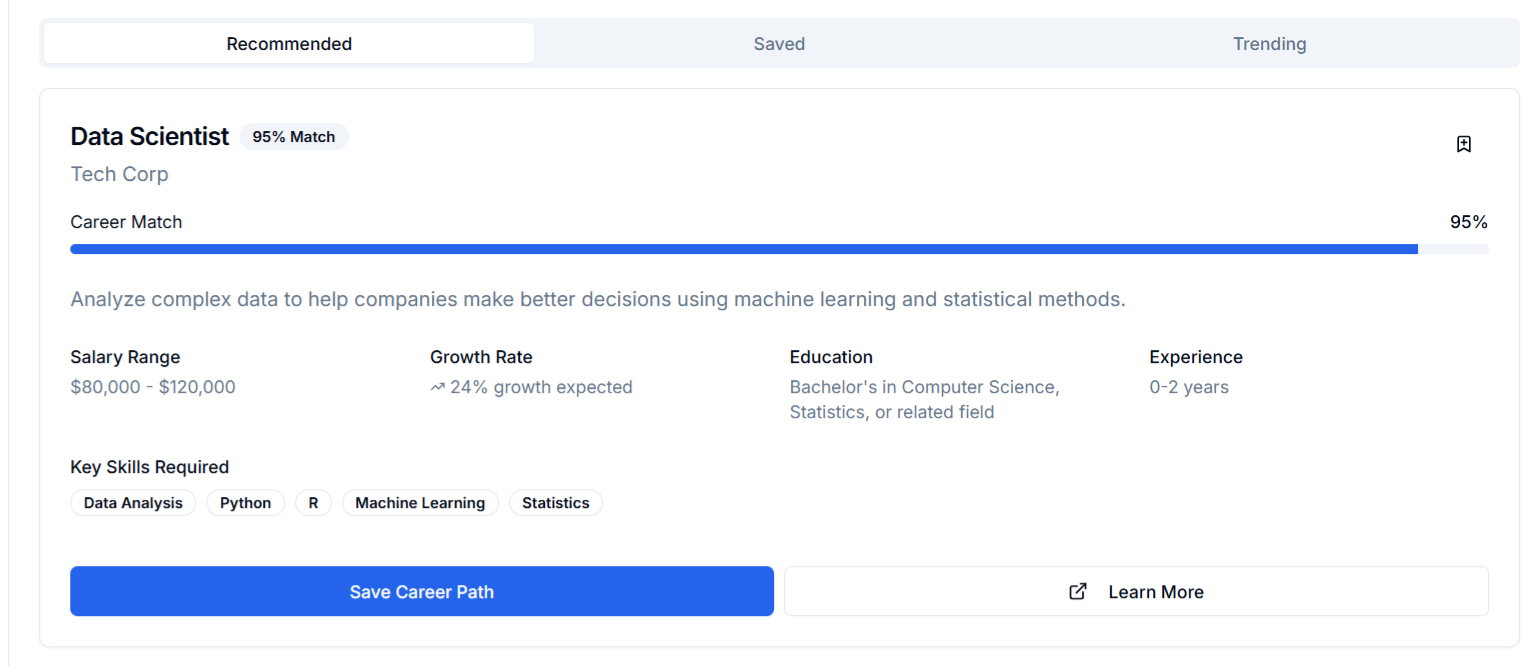 Recommended
Saved
Trending
Data Scientist
95% Match
Tech Corp
Career Match
95%
Analyze complex data to help companies make better decisions using machine learning and statistical methods.
Salary Range
$80,000 - $120,000
Growth Rate
24% growth expected
Education
Bachelor's in Computer Science,
Statistics, or related field
Experience
0-2 years
Key Skills Required
Data Analysis
Python
R
Machine Learning
Statistics
Save Career Path
Learn More